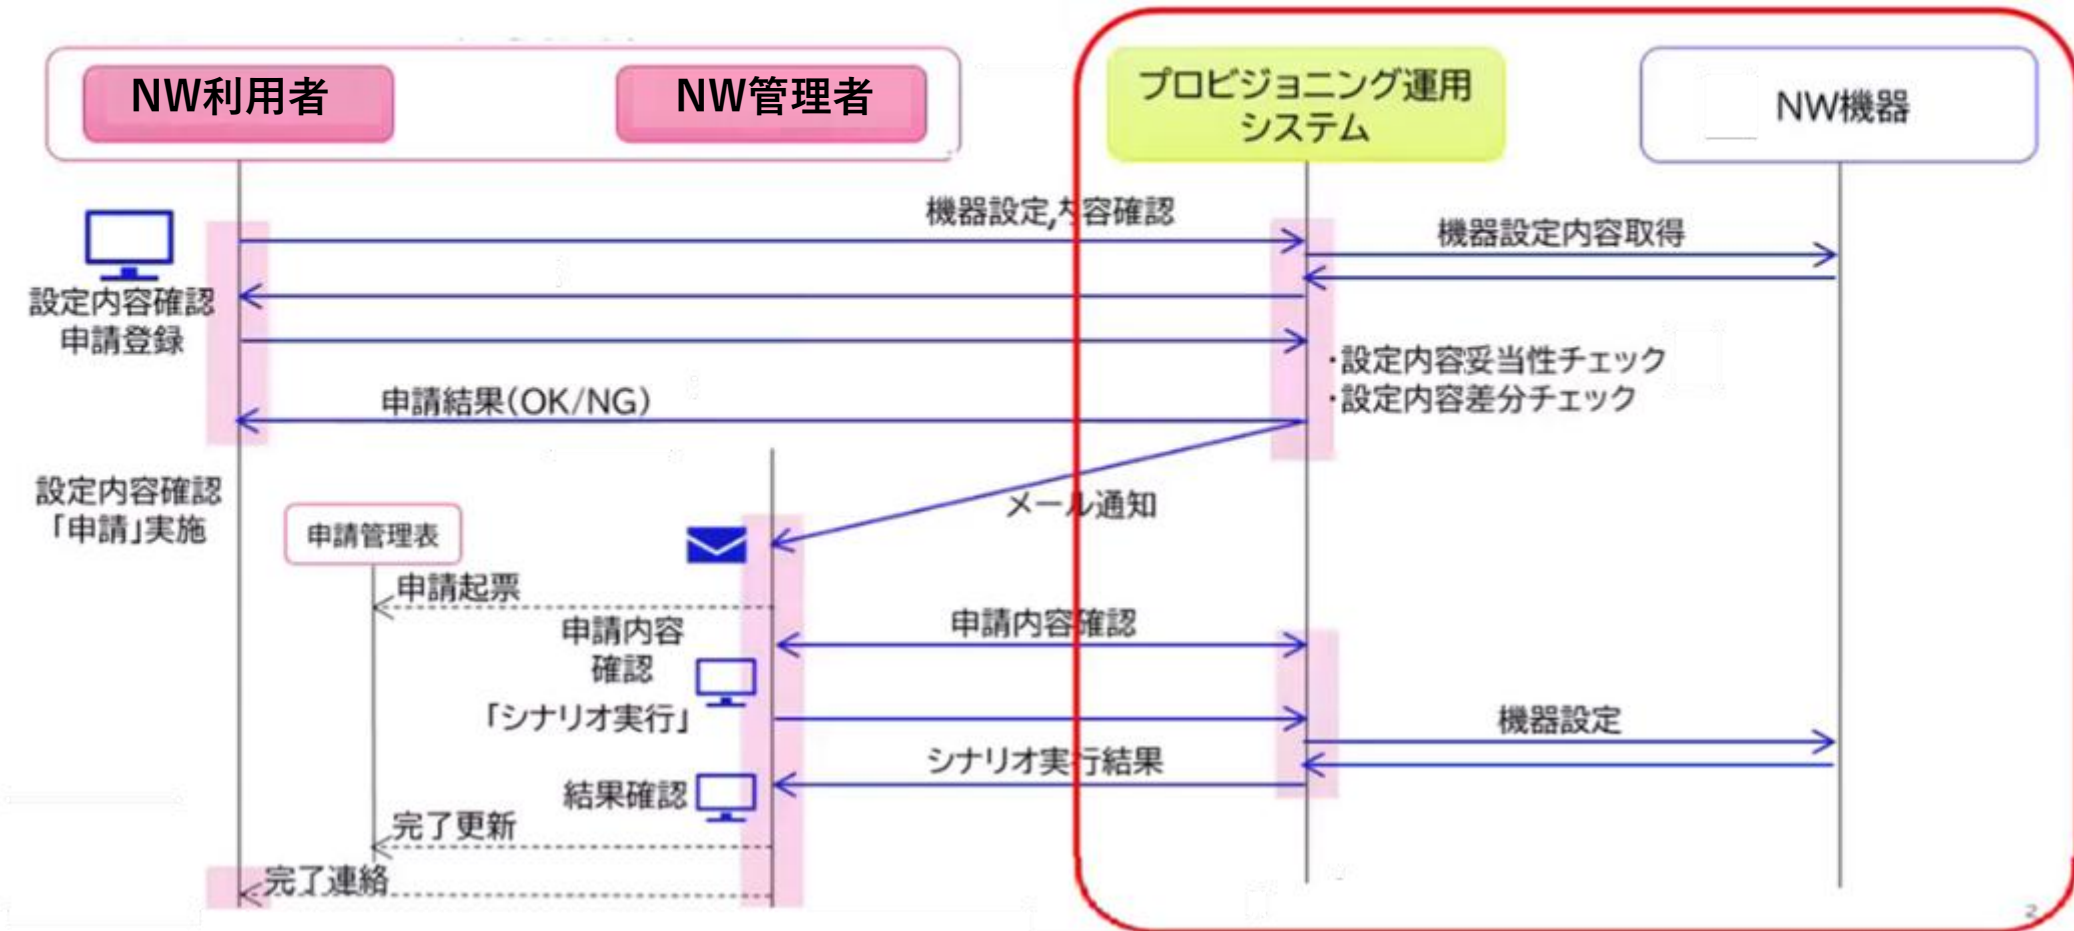 NW利用者
NW管理者
プロビジョニング運用
システム
NW機器
機器設定内容確認
機器設定内容取得
設定内容確認
申請登録
・設定内容妥当性チェック
・設定内容差分チェック
申請結果(OK/NG)
設定内容確認
「申請」実施
メール通知
申請管理表
申請起票
申請内容
確認
申請内容確認
「シナリオ実行」
機器設定
シナリオ実行結果
結果確認
完了更新
完了連絡
2